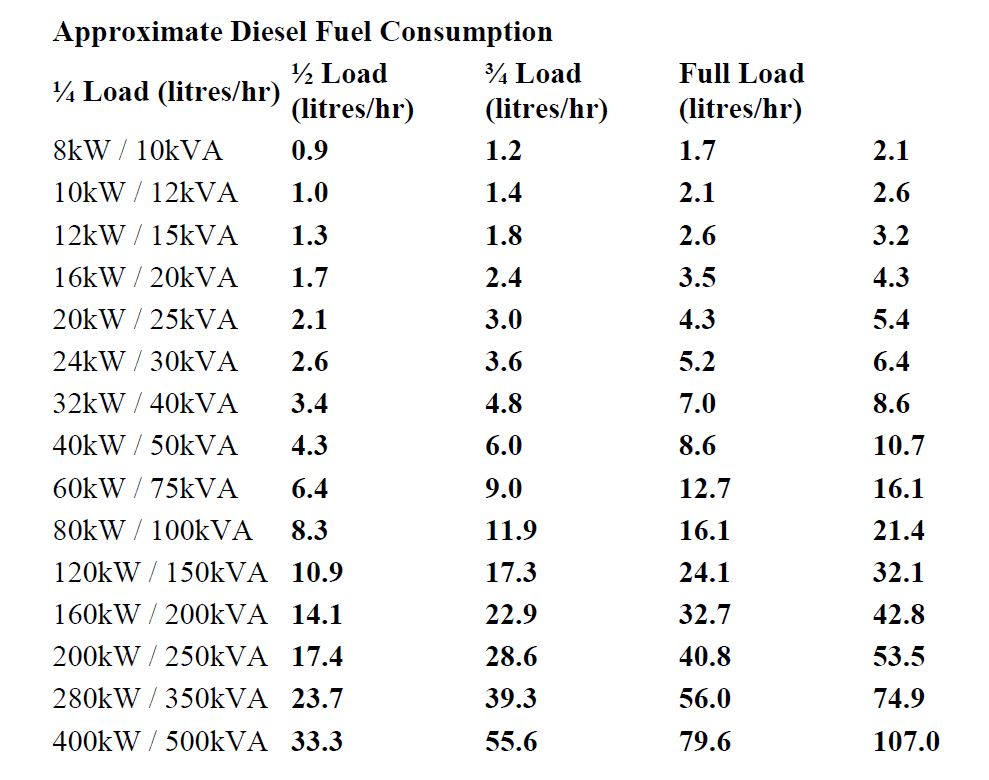 Approximate Diesel Fuel Consumption
¼ Load (litres/hr) ½ Load (litres/hr) ¾ Load (litres/hr) Full Load (litres/hr)
8kW / 10kVA 0.9 1.2 1.7 2.1
10kW / 12kVA 1.0 1.4 2.1 2.6
12kW / 15kVA 1.3 1.8 2.6 3.2
16kW / 20kVA 1.7 2.4 3.5 4.3
20kW / 25kVA 2.1 3.0 4.3 5.4
24kW / 30kVA 2.6 3.6 5.2 6.4
32kW / 40kVA 3.4 4.8 7.0 8.6
40kW / 50kVA 4.3 6.0 8.6 10.7
60kW / 75kVA 6.4 9.0 12.7 16.1
80kW / 100kVA 8.3 11.9 16.1 21.4
120kW / 150kVA 10.9 17.3 24.1 32.1
160kW / 200kVA 14.1 22.9 32.7 42.8
200kW / 250kVA 17.4 28.6 40.8 53.5
280kW / 350kVA 23.7 39.3 56.0 74.9
400kW / 500kVA 33.3 55.6 79.6 107.0